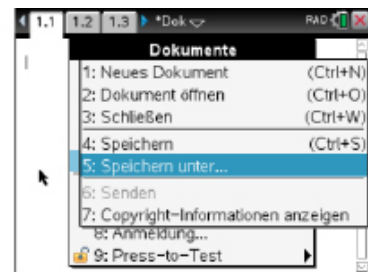 1.1 1.2 1.3 *Dok RAD
Dokumente
1: Neues Dokument (Ctrl+N)
2: Dokument öffnen (Ctrl+O)
3: Schließen (Ctrl+W)
4: Speichern (Ctrl+S)
5: Speichern unter...
6: Senden
7: Copyright-Informationen anzeigen
8: Anmeldung...
9: Press-to-Test